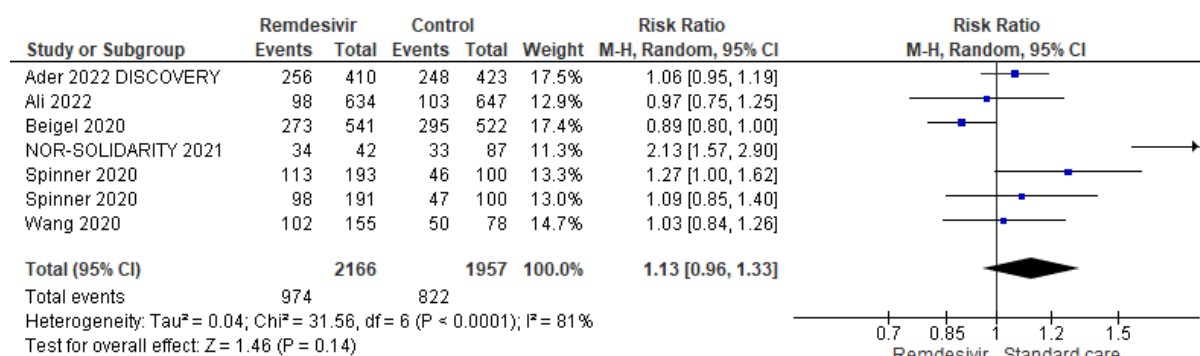 Remdesivir Control Risk Ratio Risk Ratio
Study or Subgroup Events Total Events Total Weight M-H, Random, 95% CI M-H, Random, 95% CI
Ader 2022 DISCOVERY 256 410 248 423 17.5% 1.06 [0.95, 1.19]
Ali 2022 98 634 103 647 12.9% 0.97 [0.75, 1.25]
Beigel 2020 273 541 295 522 17.4% 0.89 [0.80, 1.00]
NOR-SOLIDARITY 2021 34 42 33 87 11.3% 2.13 [1.57, 2.90]
Spinner 2020 113 193 46 100 13.3% 1.27 [1.00, 1.62]
Spinner 2020 98 191 47 100 13.0% 1.09 [0.85, 1.40]
Wang 2020 102 155 50 78 14.7% 1.03 [0.84, 1.26]
Total (95% CI) 2166 1957 100.0% 1.13 [0.96, 1.33]
Total events 974 822
Heterogeneity: Tau² = 0.04; Chi² = 31.56, df = 6 (P < 0.0001); I² = 81%
Test for overall effect: Z = 1.46 (P = 0.14)
0.7 0.85 1 1.2 1.5
Remdesivir Standard care